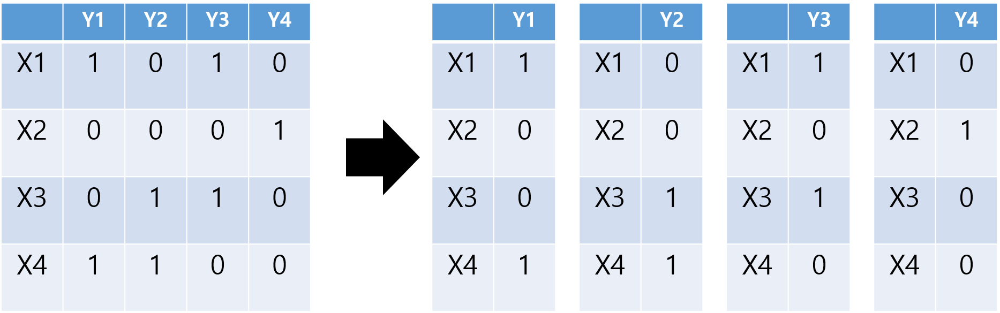 Y1 Y2 Y3 Y4
X1 1 0 1 0
X2 0 0 0 1
X3 0 1 1 0
X4 1 1 0 0
Y1
X1 1
X2 0
X3 0
X4 1
Y2
X1 0
X2 0
X3 1
X4 1
Y3
X1 1
X2 0
X3 1
X4 0
Y4
X1 0
X2 1
X3 0
X4 0